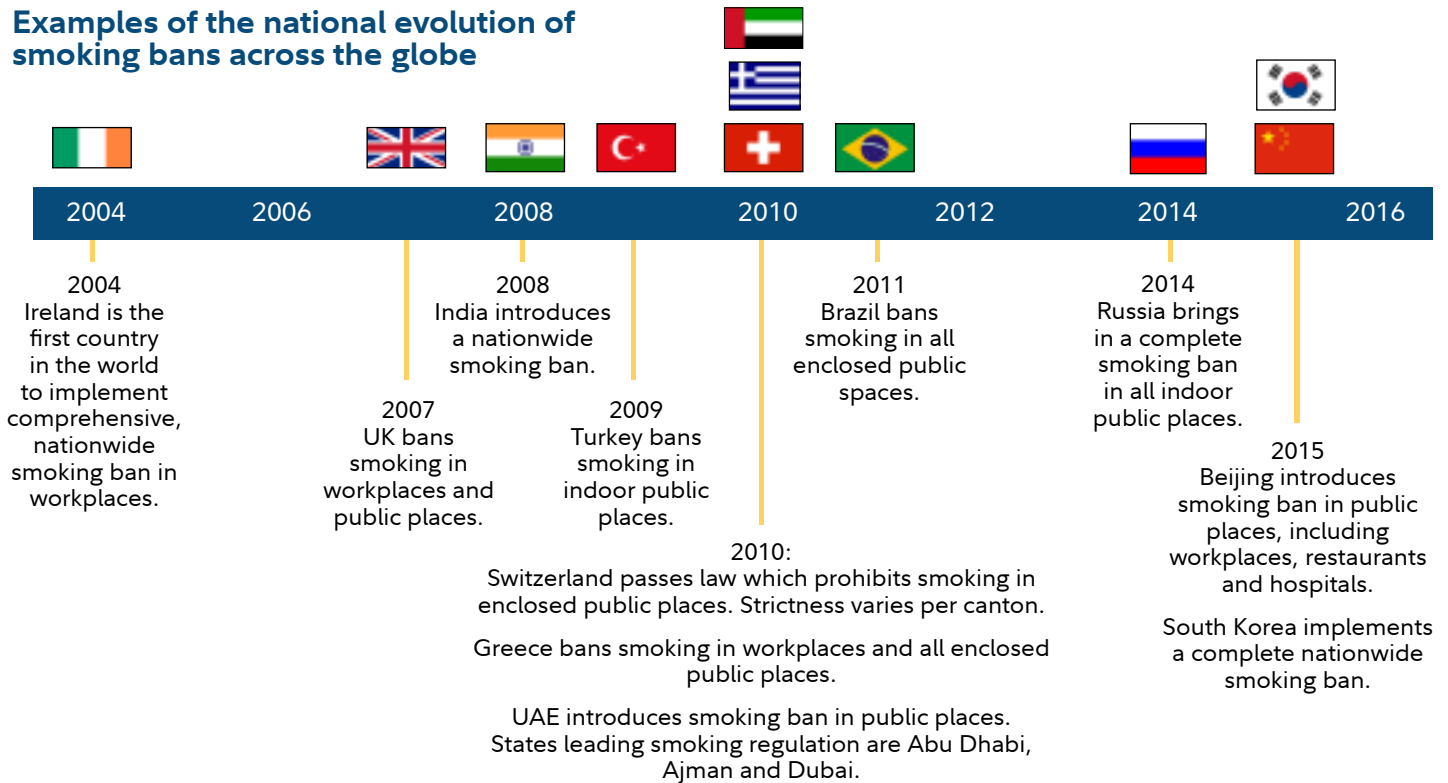 Examples of the national evolution of
smoking bans across the globe
2004 2006 2008 2010 2012 2014 2016
2004
Ireland is the
first country
in the world
to implement
comprehensive,
nationwide
smoking ban in
workplaces.
2007
UK bans
smoking in
workplaces and
public places.
2008
India introduces
a nationwide
smoking ban.
2009
Turkey bans
smoking in
indoor public
places.
2010:
Switzerland passes law which prohibits smoking in
enclosed public places. Strictness varies per canton.
Greece bans smoking in workplaces and all enclosed
public places.
UAE introduces smoking ban in public places.
States leading smoking regulation are Abu Dhabi,
Ajman and Dubai.
2011
Brazil bans
smoking in all
enclosed public
spaces.
2014
Russia brings
in a complete
smoking ban
in all indoor
public places.
2015
Beijing introduces
smoking ban in public
places, including
workplaces, restaurants
and hospitals.
South Korea implements
a complete nationwide
smoking ban.